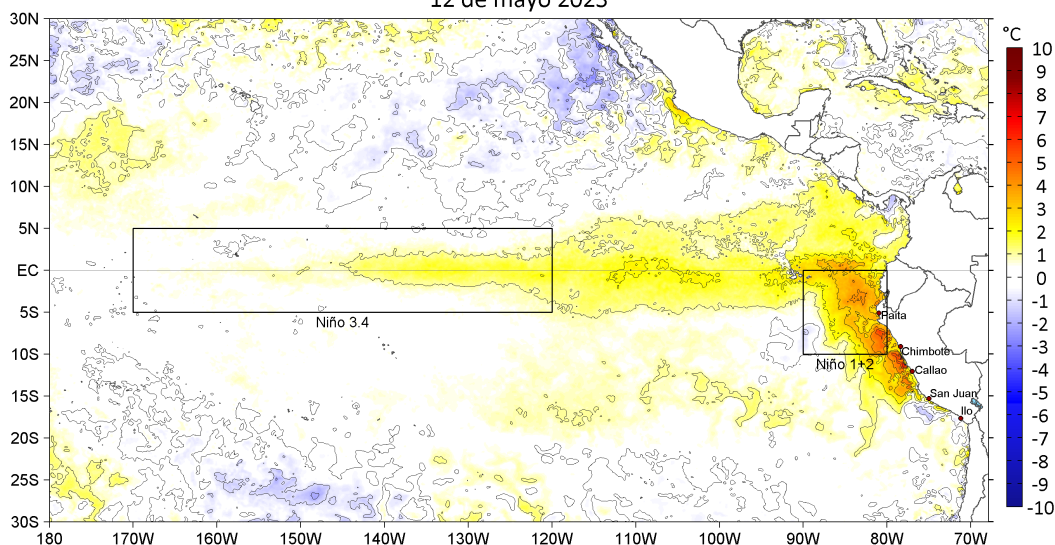 12 de mayo 2023
30N
25N
20N
15N
10N
5N
EC
5S
10S
15S
20S
25S
30S
180 170W 160W 150W 140W 130W 120W 110W 100W 90W 80W 70W
Niño 3.4
Niño 1+2
Paita
Chimbote
Callao
San Juan
Ilo
°C
10
9
8
7
6
5
4
3
2
1
0
-1
-2
-3
-4
-5
-6
-7
-8
-9
-10